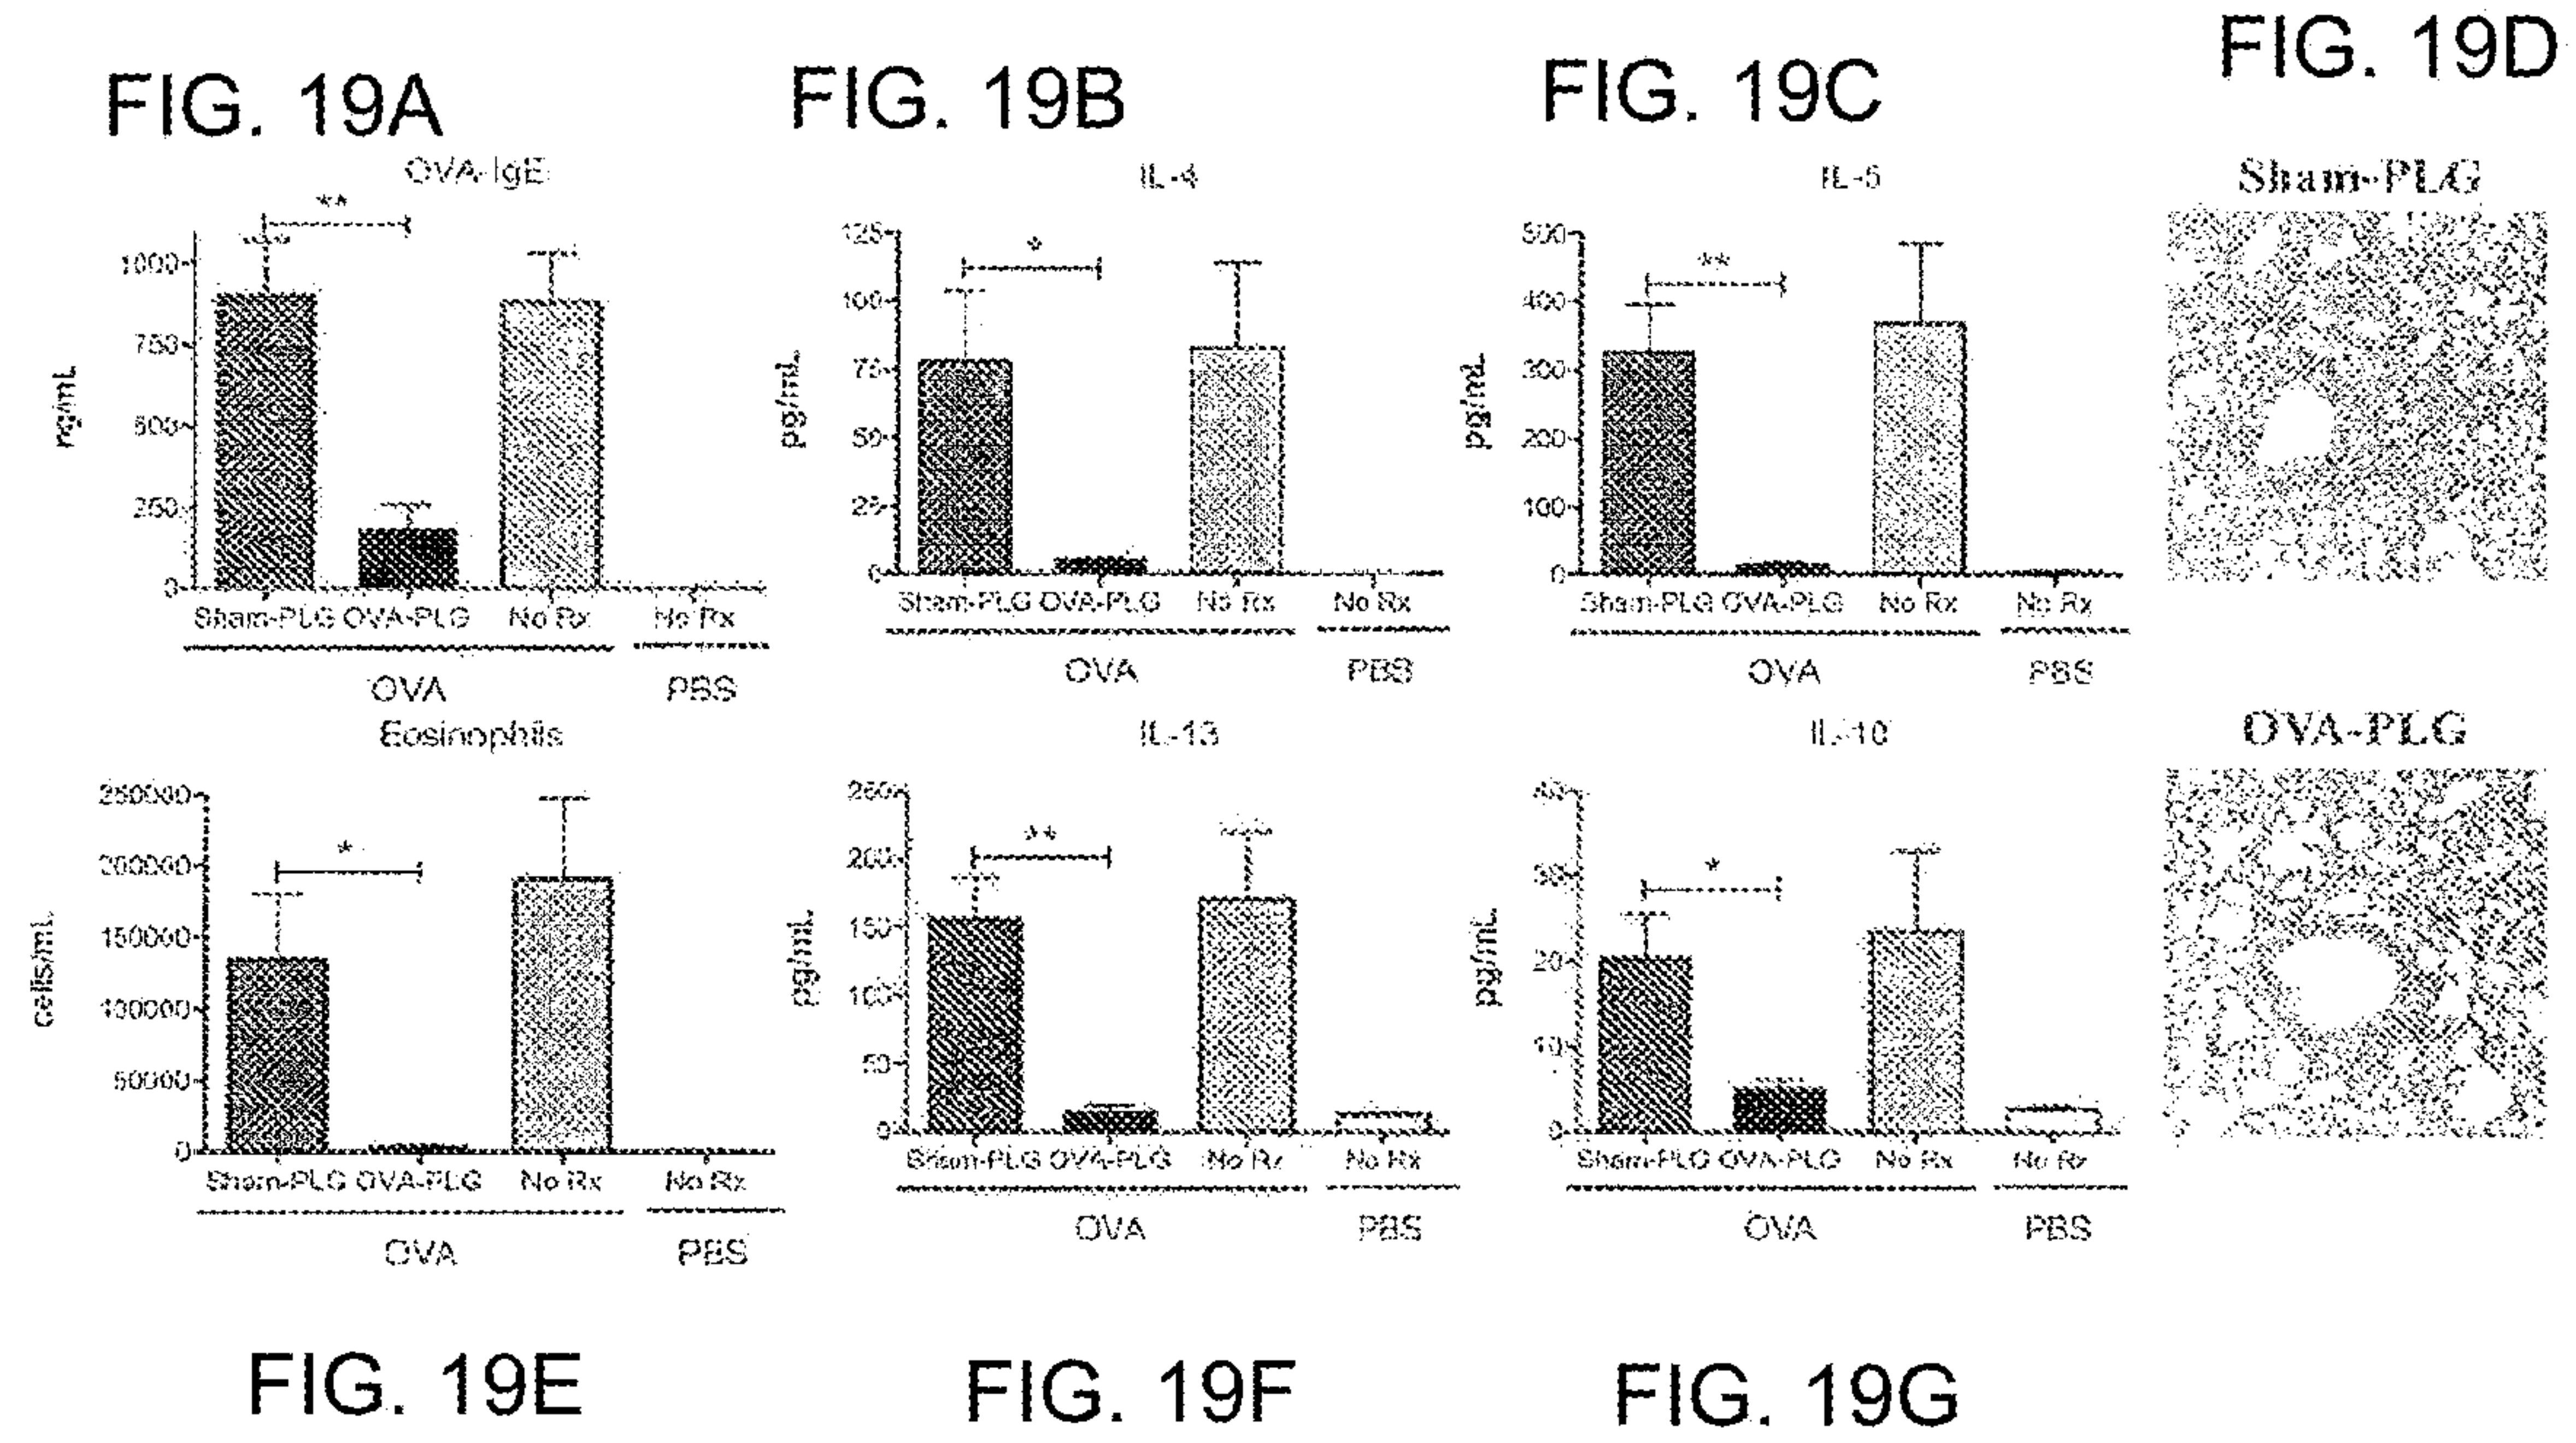 FIG. 19A
FIG. 19B
FIG. 19C
FIG. 19D
OVA-IgE
**
ng/mL
1000
750
500
250
0
Sham-PLG OVA-PLG No Rx No Rx
OVA PBS
IL-4
*
pg/mL
125
100
75
50
25
0
Sham-PLG OVA-PLG No Rx No Rx
OVA PBS
IL-5
**
pg/mL
500
400
300
200
100
0
Sham-PLG OVA-PLG No Rx No Rx
OVA PBS
Sham-PLG
Eosinophils
*
cells/mL
250000
200000
150000
100000
50000
0
Sham-PLG OVA-PLG No Rx No Rx
OVA PBS
IL-13
**
pg/mL
250
200
150
100
50
0
Sham-PLG OVA-PLG No Rx No Rx
OVA PBS
IL-10
*
pg/mL
40
30
20
10
0
Sham-PLG OVA-PLG No Rx No Rx
OVA PBS
OVA-PLG
FIG. 19E
FIG. 19F
FIG. 19G